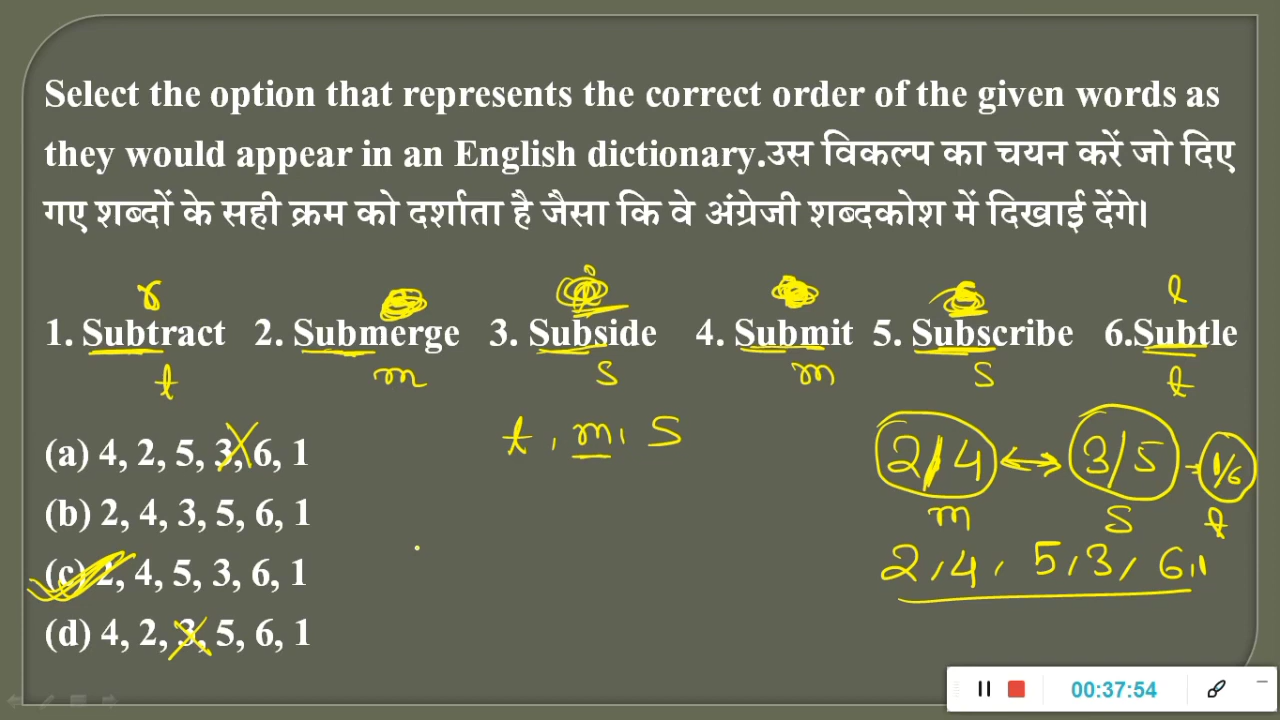 Select the option that represents the correct order of the given words as
they would appear in an English dictionary.उस विकल्प का चयन करें जो दिए
गए शब्दों के सही क्रम को दर्शाता है जैसा कि वे अंग्रेजी शब्दकोश में दिखाई देंगे।
r l
1. Subtract 2. Submerge 3. Subside 4. Submit 5. Subscribe 6.Subtle
t m s m s t
(a) 4, 2, 5, 3, 6, 1
t, m, s
2/4 3/5 1/6
(b) 2, 4, 3, 5, 6, 1
m s t
(c) 2, 4, 5, 3, 6, 1
2, 4, 5, 3, 6, 1
(d) 4, 2, 3, 5, 6, 1
00:37:54